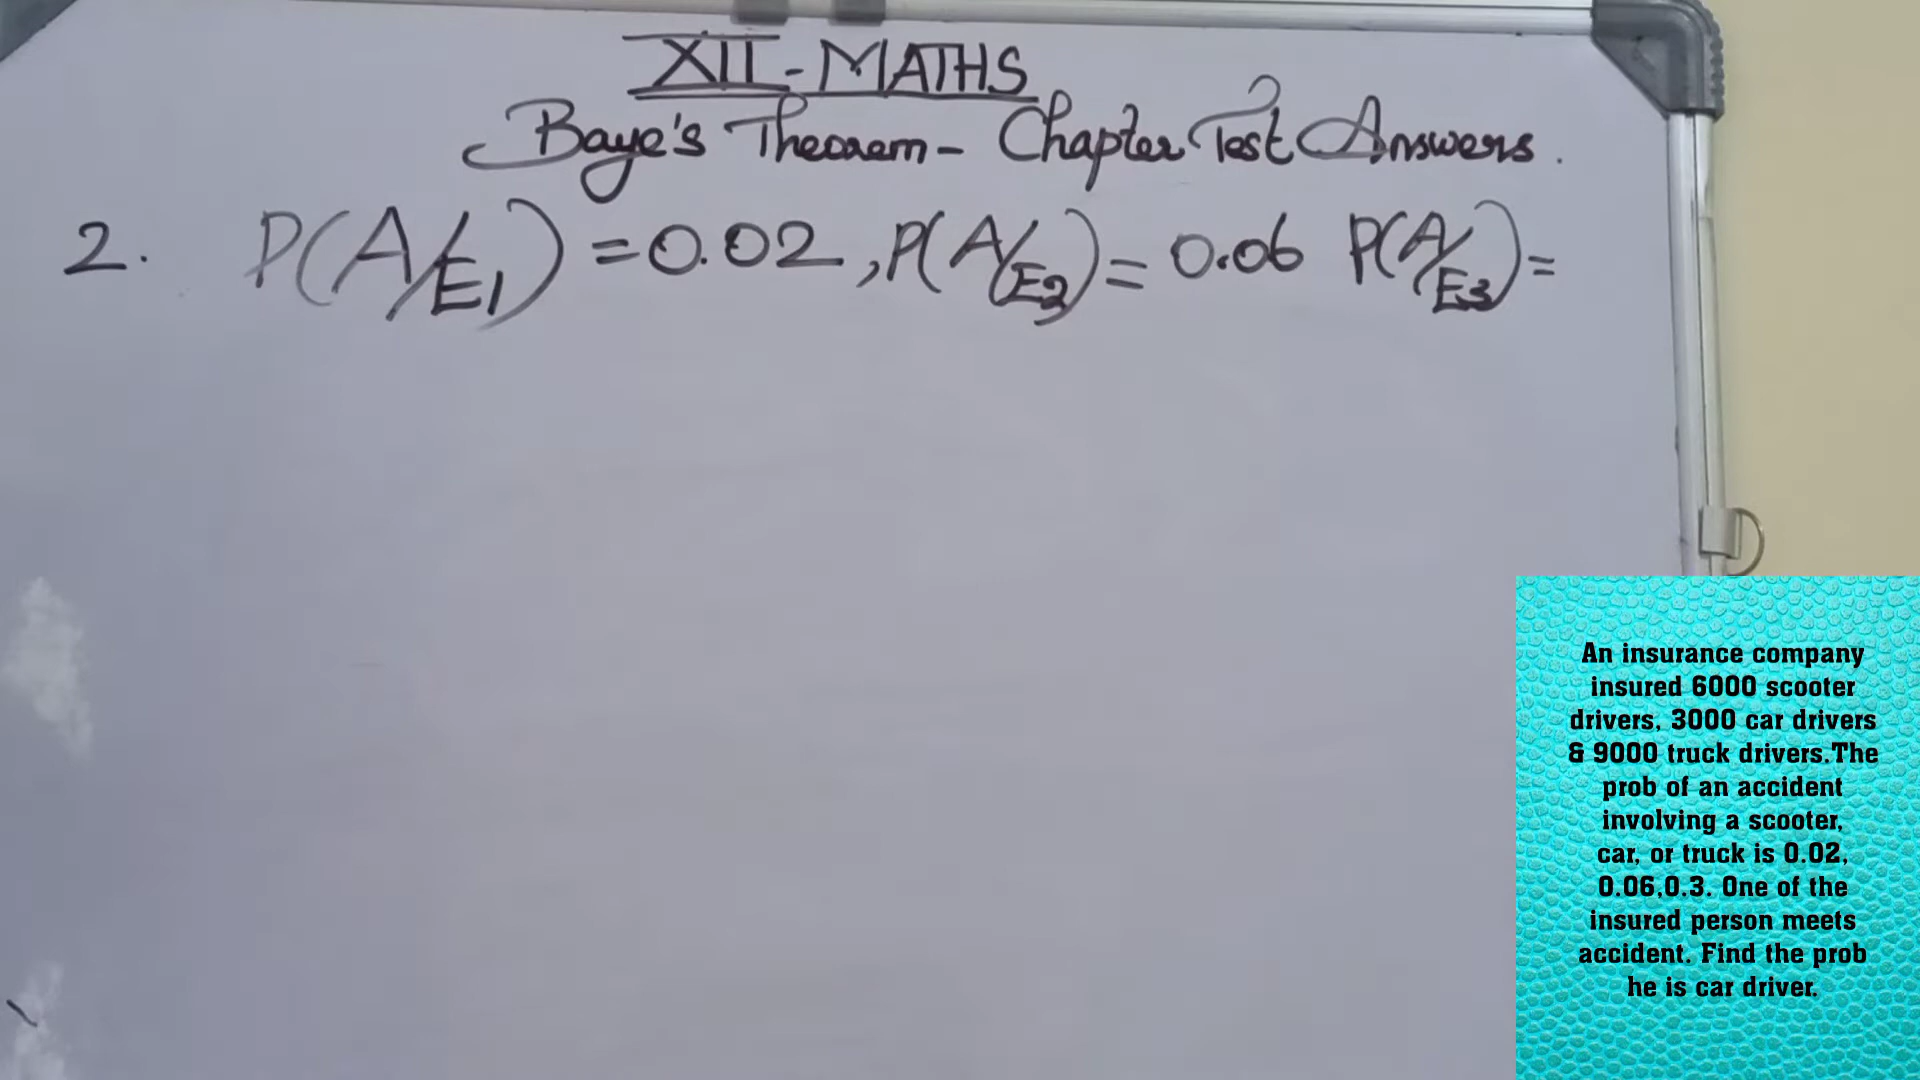 XII - MATHS
Baye's Theorem - Chapter Test Answers.
2. P(A/E1) = 0.02, P(A/E2) = 0.06 P(A/E3) =
An insurance company
insured 6000 scooter
drivers, 3000 car drivers
& 9000 truck drivers.The
prob of an accident
involving a scooter,
car, or truck is 0.02,
0.06,0.3. One of the
insured person meets
accident. Find the prob
he is car driver.